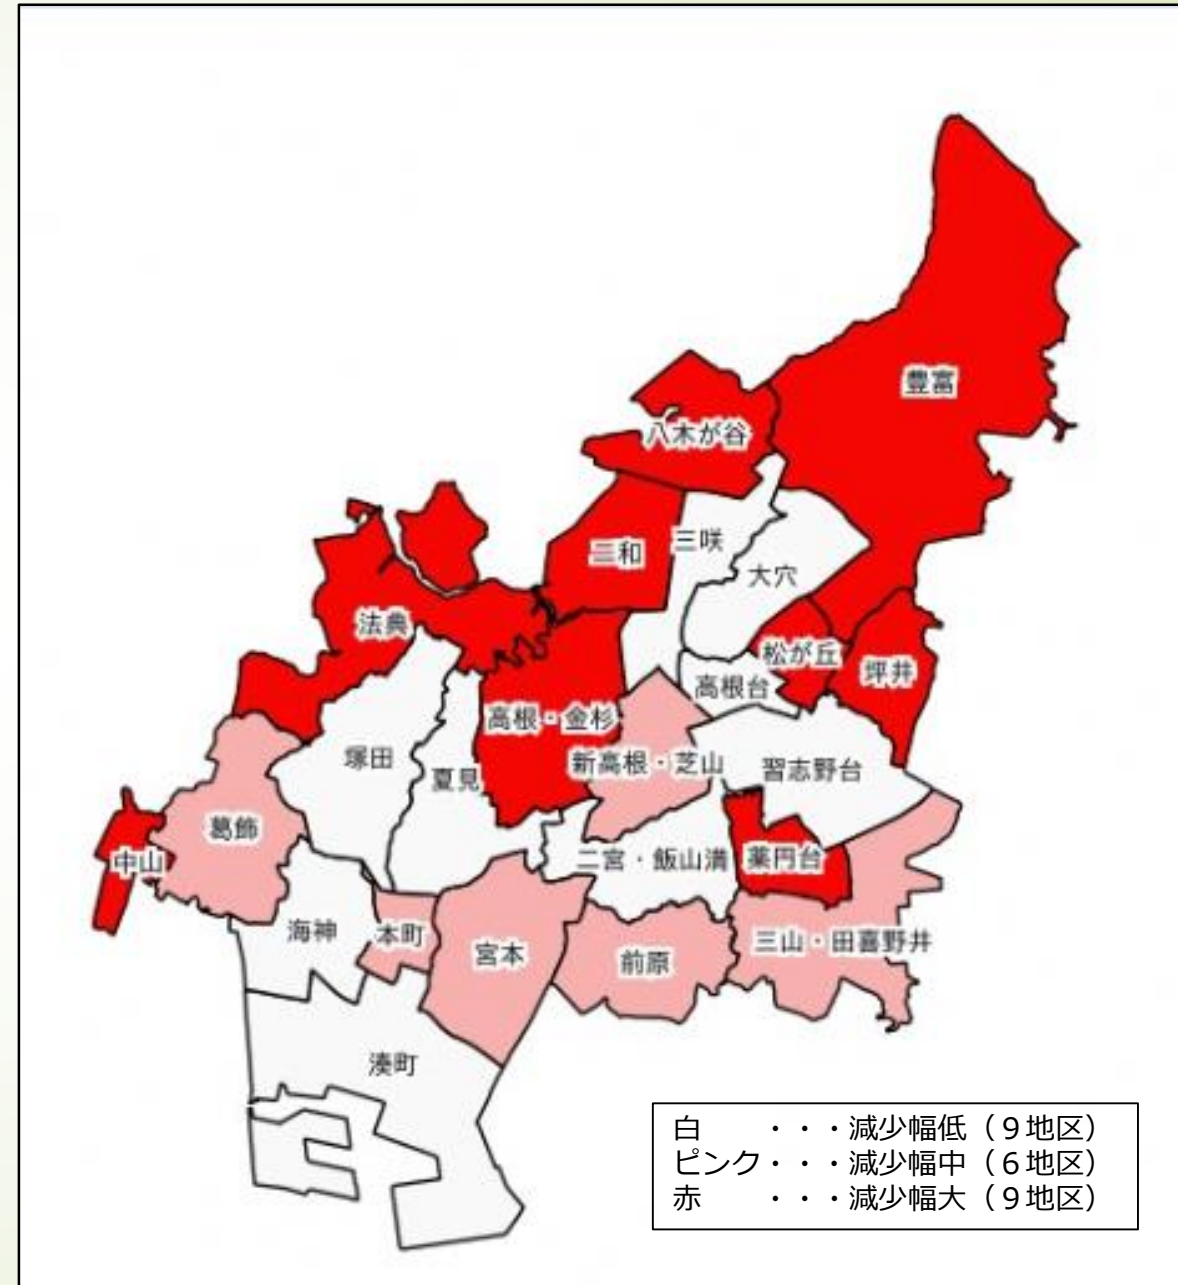 豊富
八木が谷
三咲
二和
大穴
法典
松が丘
坪井
高根台
高根・金杉
新高根・芝山
習志野台
塚田
夏見
葛飾
中山
二宮・飯山満
薬円台
海神
本町
宮本
前原
三山・田喜野井
湊町
白　　・・・減少幅低（９地区）
ピンク・・・減少幅中（６地区）
赤　　・・・減少幅大（９地区）